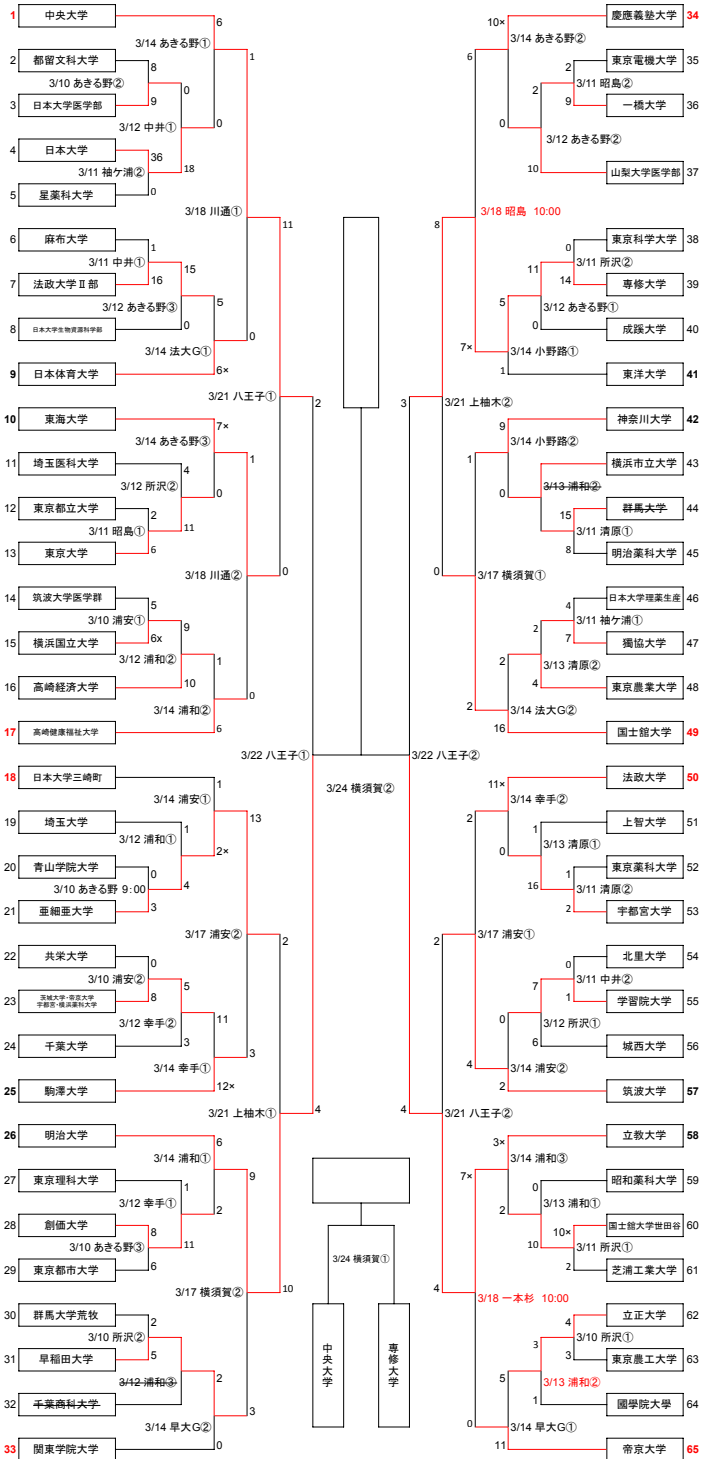 1 中央大学 6
3/14 あきる野① 1
2 都留文科大学 8
3/10 あきる野② 0
3 日本大学医学部 9
3/12 中井① 0
4 日本大学 36
3/11 袖ケ浦② 18
5 星薬科大学 0
3/18 川通① 11
6 麻布大学 1
3/11 中井① 15
7 法政大学Ⅱ部 16
3/12 あきる野③ 5
8 日本大学生物資源科学部 0
3/14 法大G① 0
9 日本体育大学 6×
3/21 八王子① 2
10 東海大学 7×
3/14 あきる野③ 1
11 埼玉医科大学 4
3/12 所沢② 0
12 東京都立大学 2
3/11 昭島① 11
13 東京大学 6
3/18 川通② 0
14 筑波大学医学群 5
3/10 浦安① 9
15 横浜国立大学 6x
3/12 浦和② 1
16 高崎経済大学 10
3/14 浦和② 0
17 高崎健康福祉大学 6
3/22 八王子①
18 日本大学三崎町 1
3/14 浦安① 13
19 埼玉大学 1
3/12 浦和① 2×
20 青山学院大学 0
3/10 あきる野 9:00 4
21 亜細亜大学 3
3/17 浦安② 2
22 共栄大学 0
3/10 浦安② 5
23 茨城大学・帝京大学
宇都宮・横浜薬科大学 8
3/12 幸手② 11
24 千葉大学 3
3/14 幸手① 3
25 駒澤大学 12×
3/21 上柚木① 4
26 明治大学 6
3/14 浦和① 9
27 東京理科大学 1
3/12 幸手① 2
28 創価大学 8
3/10 あきる野③ 11
29 東京都市大学 6
3/17 横須賀② 10
30 群馬大学荒牧 2
3/10 所沢②
31 早稲田大学 5
3/12 浦和③ 2
32 千葉商科大学
3/14 早大G② 3
33 関東学院大学 0
3/24 横須賀②
3/24 横須賀①
中央大学
専修大学
10× 慶應義塾大学 34
6 3/14 あきる野②
2 東京電機大学 35
2 3/11 昭島②
9 一橋大学 36
0 3/12 あきる野②
10 山梨大学医学部 37
8 3/18 昭島 10:00
0 東京科学大学 38
11 3/11 所沢②
14 専修大学 39
5 3/12 あきる野①
0 成蹊大学 40
7× 3/14 小野路①
1 東洋大学 41
3 3/21 上柚木②
9 神奈川大学 42
1 3/14 小野路②
横浜市立大学 43
0 3/13 浦和②
15 群馬大学 44
3/11 清原①
8 明治薬科大学 45
0 3/17 横須賀①
4 日本大学理薬生産 46
2 3/11 袖ケ浦①
7 獨協大学 47
2 3/13 清原②
4 東京農業大学 48
2 3/14 法大G②
16 国士舘大学 49
3/22 八王子②
11× 法政大学 50
2 3/14 幸手②
1 上智大学 51
0 3/13 清原①
1 東京薬科大学 52
16 3/11 清原②
2 宇都宮大学 53
2 3/17 浦安①
0 北里大学 54
7 3/11 中井②
1 学習院大学 55
0 3/12 所沢①
6 城西大学 56
4 3/14 浦安②
2 筑波大学 57
4 3/21 八王子②
3× 立教大学 58
7× 3/14 浦和③
0 昭和薬科大学 59
2 3/13 浦和①
10× 国士舘大学世田谷 60
10 3/11 所沢①
2 芝浦工業大学 61
4 3/18 一本杉 10:00
4 立正大学 62
3 3/10 所沢①
3 東京農工大学 63
5 3/13 浦和②
1 國學院大學 64
0 3/14 早大G①
11 帝京大学 65